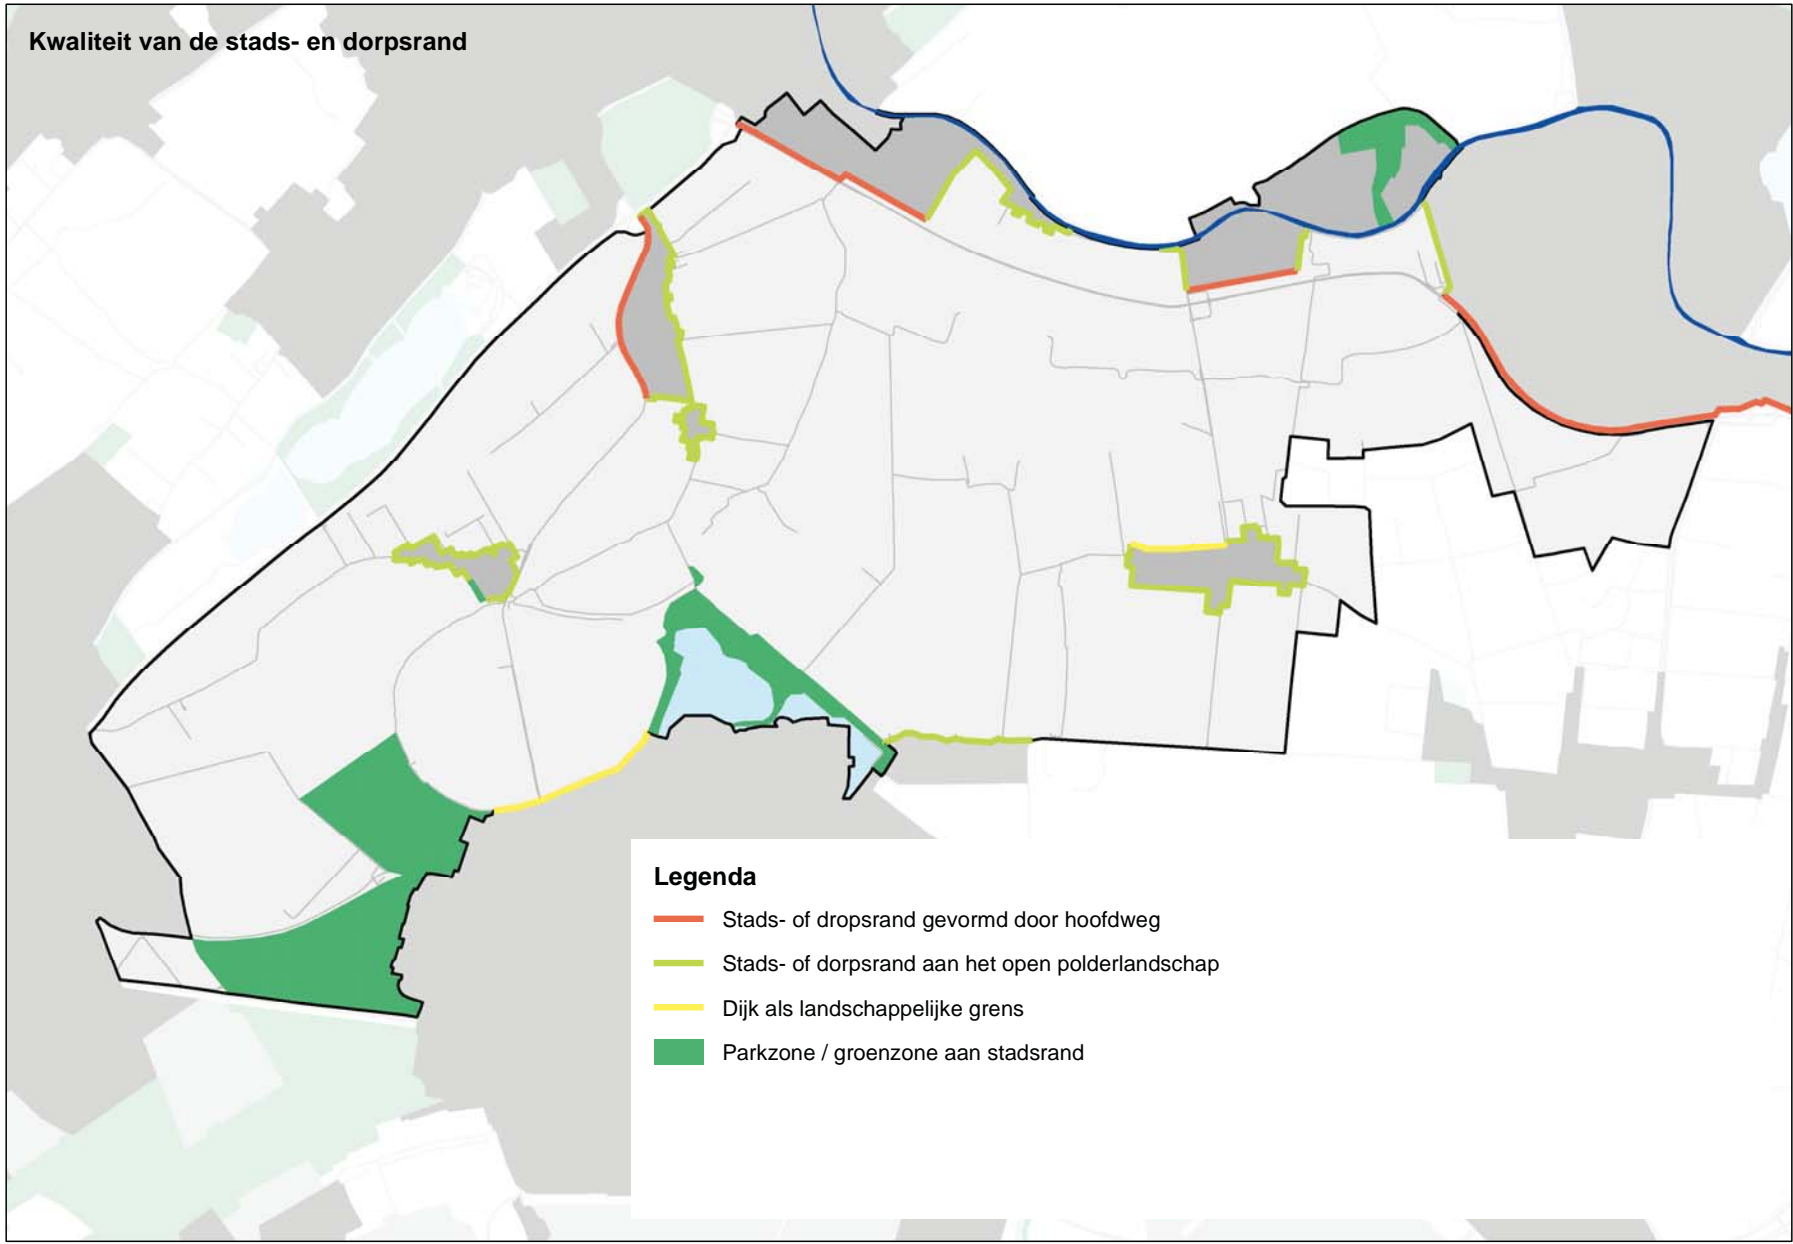 Kwaliteit van de stads- en dorpsrand
Legenda
Stads- of dropsrand gevormd door hoofdweg
Stads- of dorpsrand aan het open polderlandschap
Dijk als landschappelijke grens
Parkzone / groenzone aan stadsrand